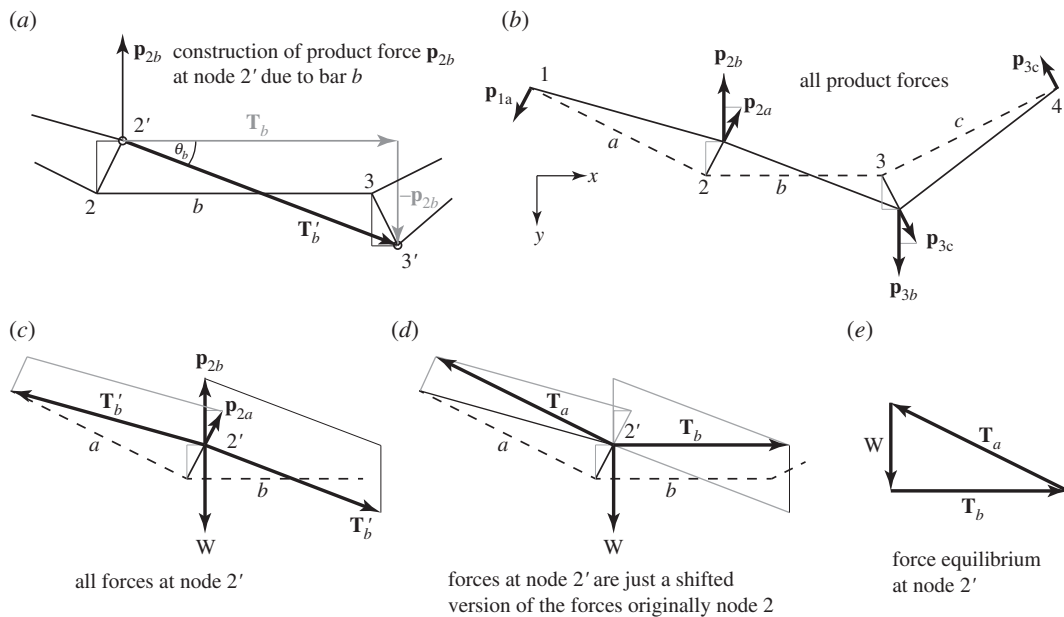 (a)
p2b
construction of product force p2b
at node 2′ due to bar b
2′
Tb
θb
3
–p2b
2
b
T′b
3′
(b)
p2b
all product forces
p3c
1
p1a
p2a
4
a
c
3
x
2
b
y
p3c
p3b
(c)
p2b
T′b
p2a
a
2′
b
T′b
W
all forces at node 2′
(d)
Ta
2′
Tb
a
b
W
forces at node 2′ are just a shifted
version of the forces originally node 2
(e)
W
Ta
Tb
force equilibrium
at node 2′